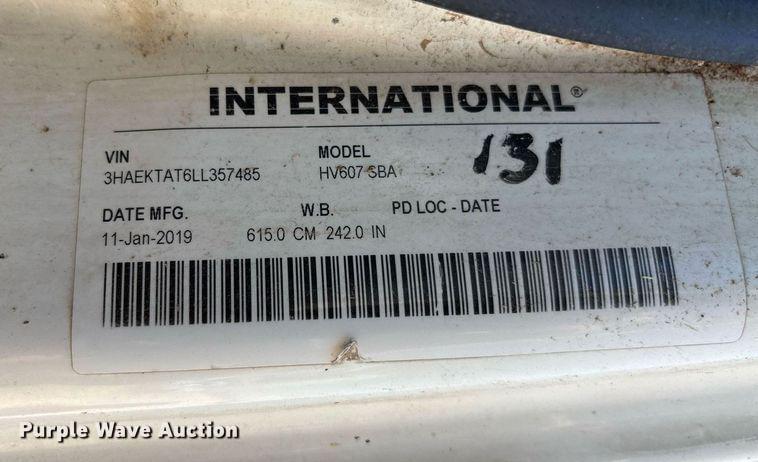 INTERNATIONAL®
VIN MODEL
3HAEKTAT6LL357485 HV607 SBA
131
DATE MFG. W.B. PD LOC - DATE
11-Jan-2019 615.0 CM 242.0 IN
Purple Wave Auction